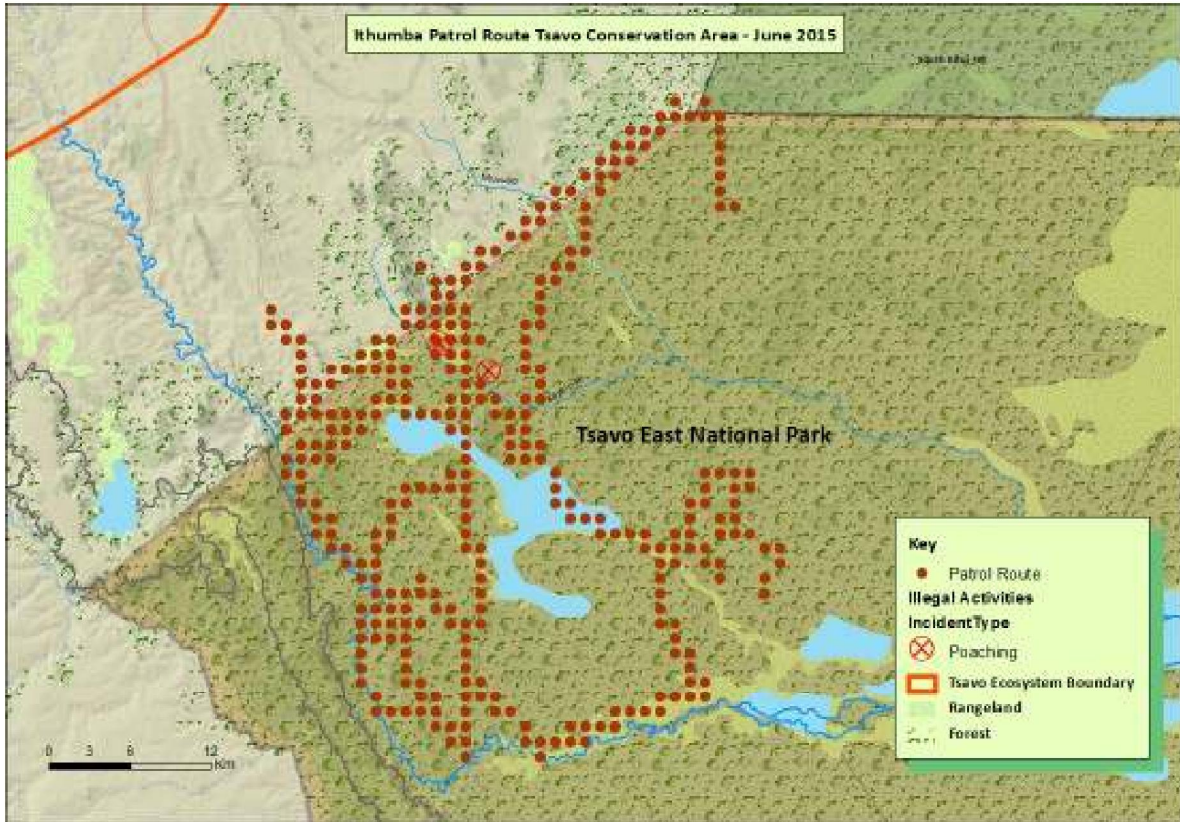 Ithumba Patrol Route Tsavo Conservation Area - June 2015
Tsavo East National Park
Key
Patrol Route
Illegal Activities
IncidentType
Poaching
Tsavo Ecosystem Boundary
Rangeland
Forest
0 3 6 12
Km